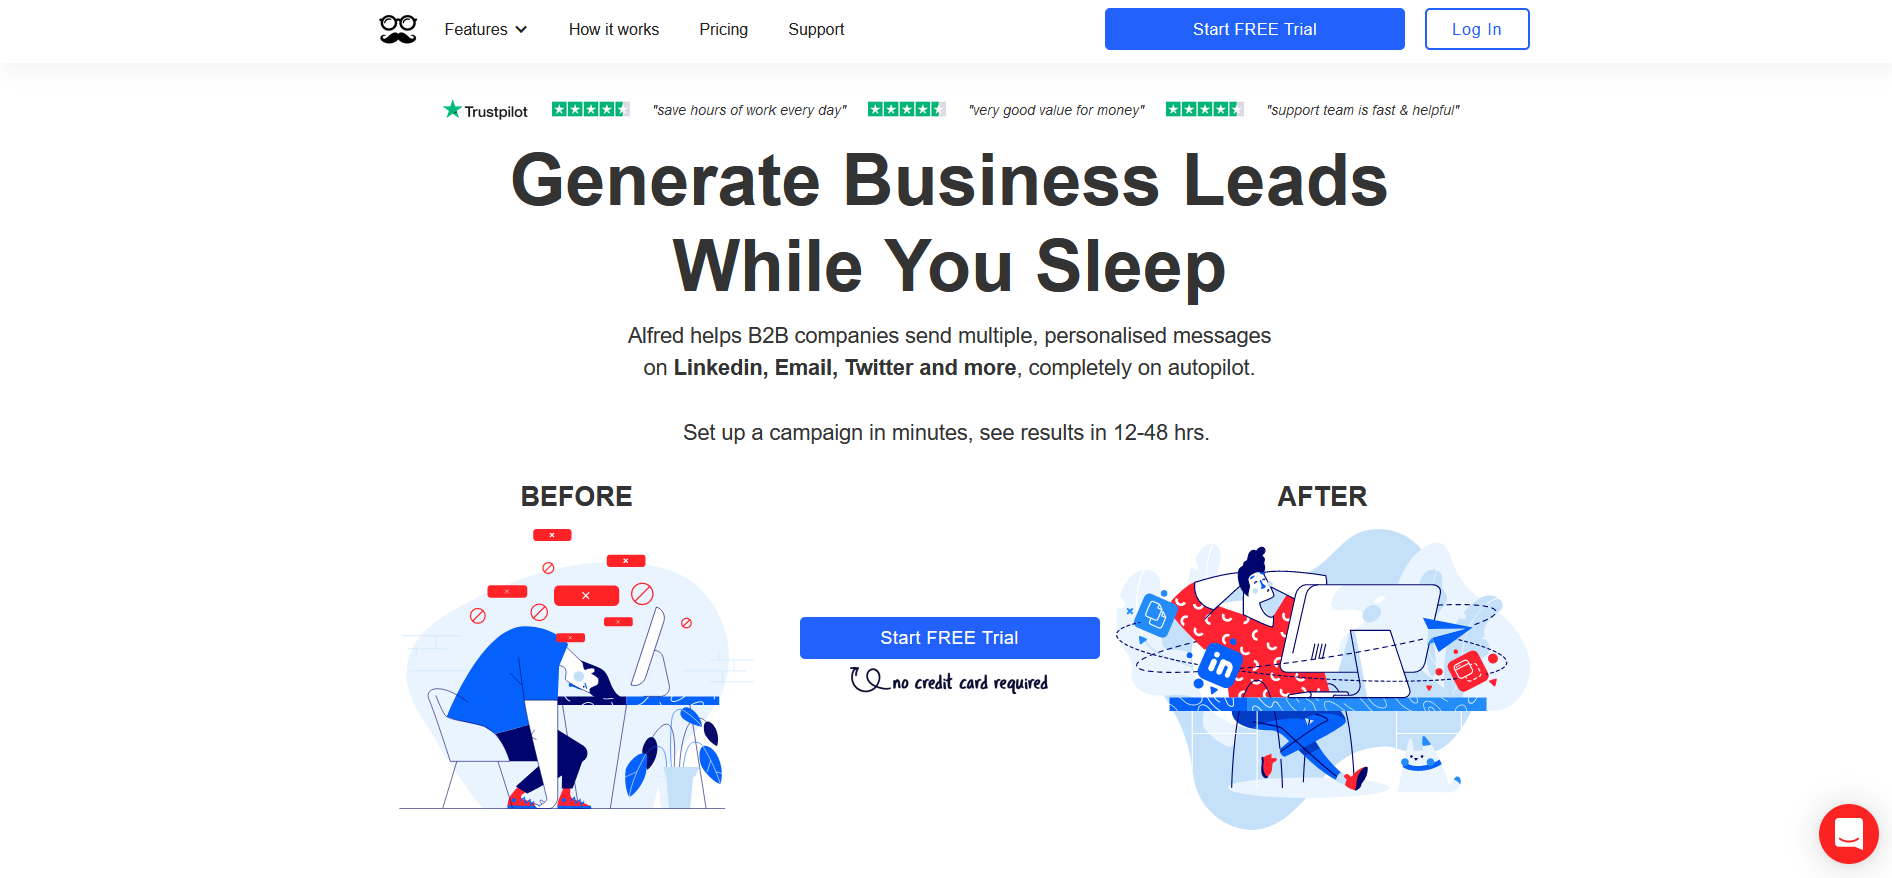 Features
How it works
Pricing
Support
Start FREE Trial
Log In
Trustpilot
"save hours of work every day"
"very good value for money"
"support team is fast & helpful"
Generate Business Leads
While You Sleep
Alfred helps B2B companies send multiple, personalised messages
on Linkedin, Email, Twitter and more, completely on autopilot.
Set up a campaign in minutes, see results in 12-48 hrs.
BEFORE
AFTER
Start FREE Trial
no credit card required
in